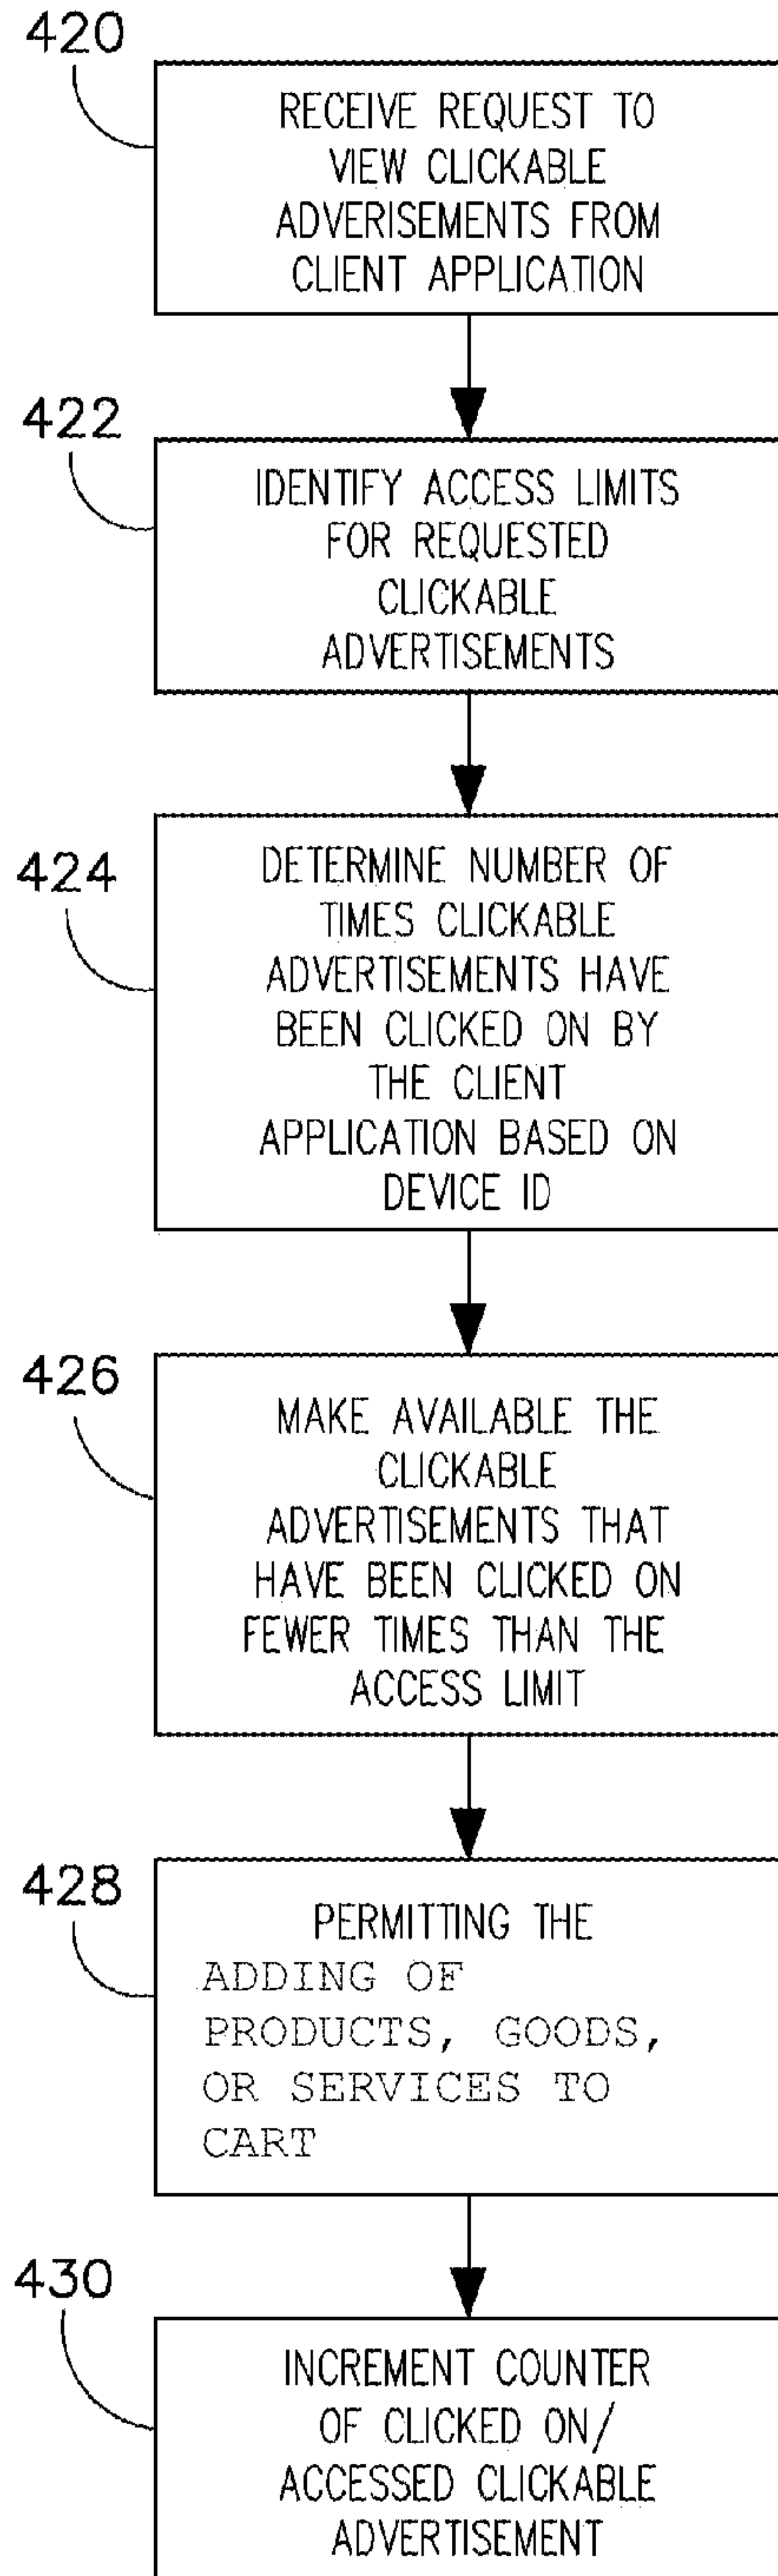 420
RECEIVE REQUEST TO
VIEW CLICKABLE
ADVERISEMENTS FROM
CLIENT APPLICATION
422
IDENTIFY ACCESS LIMITS
FOR REQUESTED
CLICKABLE
ADVERTISEMENTS
424
DETERMINE NUMBER OF
TIMES CLICKABLE
ADVERTISEMENTS HAVE
BEEN CLICKED ON BY
THE CLIENT
APPLICATION BASED ON
DEVICE ID
426
MAKE AVAILABLE THE
CLICKABLE
ADVERTISEMENTS THAT
HAVE BEEN CLICKED ON
FEWER TIMES THAN THE
ACCESS LIMIT
428
PERMITTING THE
ADDING OF
PRODUCTS, GOODS,
OR SERVICES TO
CART
430
INCREMENT COUNTER
OF CLICKED ON/
ACCESSED CLICKABLE
ADVERTISEMENT